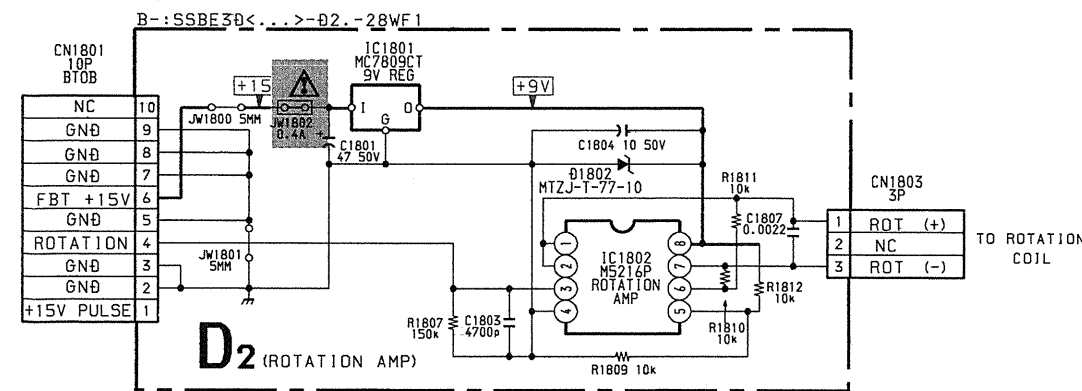 B-:SSBE3D<...>-D2.-28WF1
CN1801
10P
BTOB
NC 10
GND 9
GND 8
GND 7
FBT +15V 6
GND 5
ROTATION 4
GND 3
GND 2
+15V PULSE 1
JW1800 5MM
JW1801
5MM
+15
JW1802
0.4A
IC1801
MC7809CT
9V REG
I
O
G
+
C1801
47 50V
+9V
C1804 10 50V
D1802
MTZJ-T-77-10
R1811
10k
C1807
0.0022
IC1802
M5216P
ROTATION
AMP
1
2
3
4
8
7
6
5
R1812
10k
R1810
10k
R1807
150k
C1803
4700p
R1809 10k
CN1803
3P
1 ROT (+)
2 NC
3 ROT (-)
TO ROTATION
COIL
D2 (ROTATION AMP)